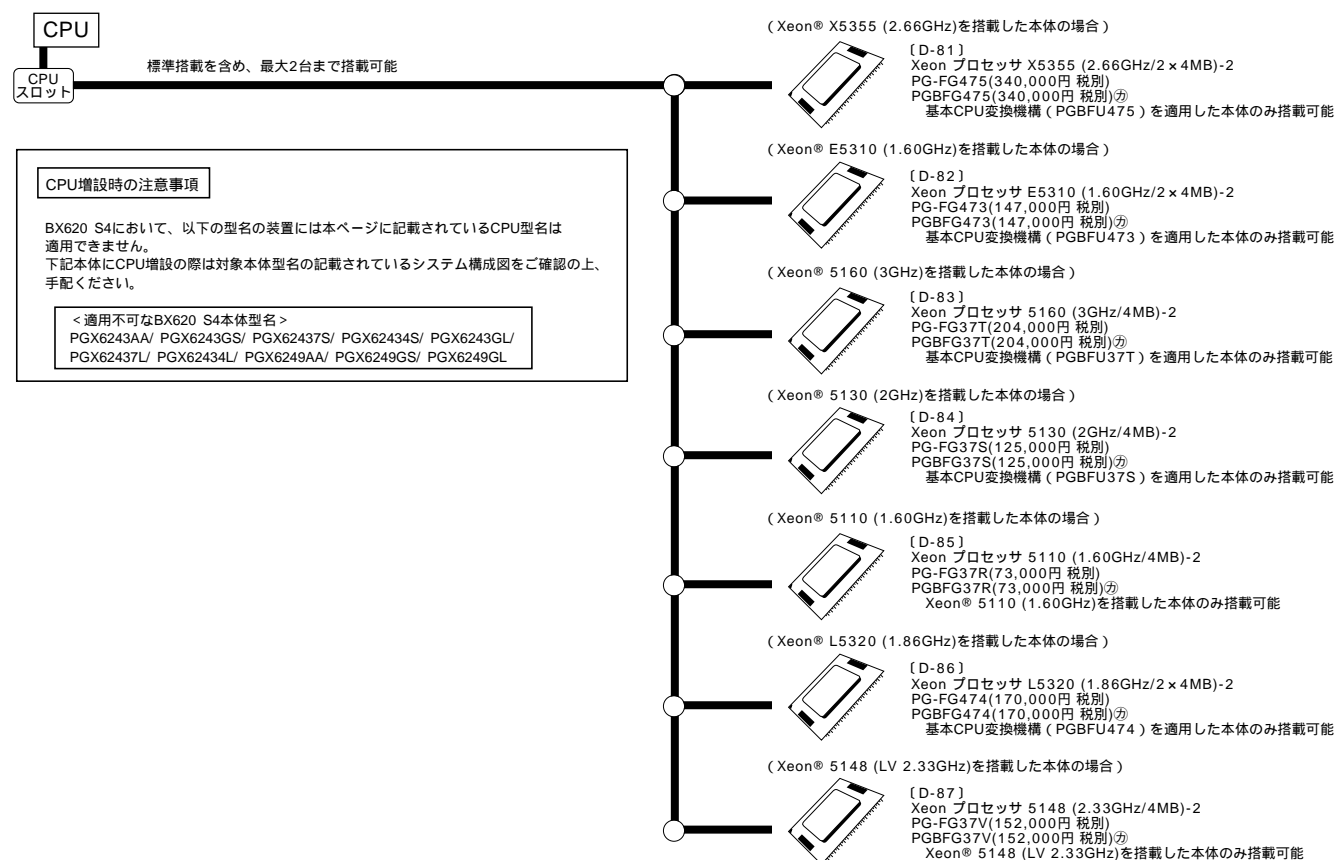 CPU
CPU
スロット
標準搭載を含め、最大2台まで搭載可能
CPU増設時の注意事項
BX620 S4において、以下の型名の装置には本ページに記載されているCPU型名は
適用できません。
下記本体にCPU増設の際は対象本体型名の記載されているシステム構成図をご確認の上、
手配ください。
<適用不可なBX620 S4本体型名>
PGX6243AA/ PGX6243GS/ PGX62437S/ PGX62434S/ PGX6243GL/
PGX62437L/ PGX62434L/ PGX6249AA/ PGX6249GS/ PGX6249GL
(Xeon® X5355 (2.66GHz)を搭載した本体の場合)
〔D-81〕
Xeon プロセッサ X5355 (2.66GHz/2×4MB)-2
PG-FG475(340,000円 税別)
PGBFG475(340,000円 税別)㋕
基本CPU変換機構(PGBFU475)を適用した本体のみ搭載可能
(Xeon® E5310 (1.60GHz)を搭載した本体の場合)
〔D-82〕
Xeon プロセッサ E5310 (1.60GHz/2×4MB)-2
PG-FG473(147,000円 税別)
PGBFG473(147,000円 税別)㋕
基本CPU変換機構(PGBFU473)を適用した本体のみ搭載可能
(Xeon® 5160 (3GHz)を搭載した本体の場合)
〔D-83〕
Xeon プロセッサ 5160 (3GHz/4MB)-2
PG-FG37T(204,000円 税別)
PGBFG37T(204,000円 税別)㋕
基本CPU変換機構(PGBFU37T)を適用した本体のみ搭載可能
(Xeon® 5130 (2GHz)を搭載した本体の場合)
〔D-84〕
Xeon プロセッサ 5130 (2GHz/4MB)-2
PG-FG37S(125,000円 税別)
PGBFG37S(125,000円 税別)㋕
基本CPU変換機構(PGBFU37S)を適用した本体のみ搭載可能
(Xeon® 5110 (1.60GHz)を搭載した本体の場合)
〔D-85〕
Xeon プロセッサ 5110 (1.60GHz/4MB)-2
PG-FG37R(73,000円 税別)
PGBFG37R(73,000円 税別)㋕
Xeon® 5110 (1.60GHz)を搭載した本体のみ搭載可能
(Xeon® L5320 (1.86GHz)を搭載した本体の場合)
〔D-86〕
Xeon プロセッサ L5320 (1.86GHz/2×4MB)-2
PG-FG474(170,000円 税別)
PGBFG474(170,000円 税別)㋕
基本CPU変換機構(PGBFU474)を適用した本体のみ搭載可能
(Xeon® 5148 (LV 2.33GHz)を搭載した本体の場合)
〔D-87〕
Xeon プロセッサ 5148 (2.33GHz/4MB)-2
PG-FG37V(152,000円 税別)
PGBFG37V(152,000円 税別)㋕
Xeon® 5148 (LV 2.33GHz)を搭載した本体のみ搭載可能